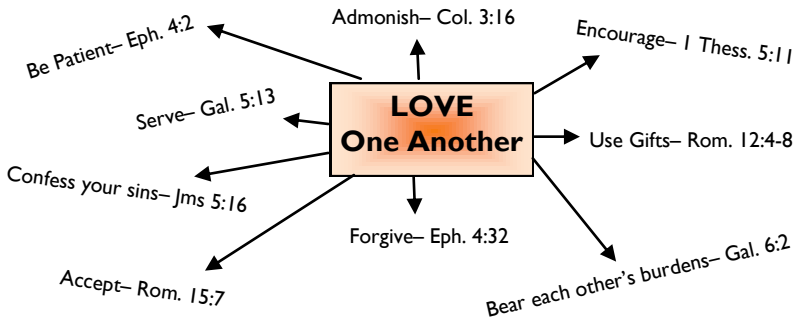 Admonish– Col. 3:16
Be Patient– Eph. 4:2
Encourage– 1 Thess. 5:11
Serve– Gal. 5:13
LOVE
One Another
Use Gifts– Rom. 12:4-8
Confess your sins– Jms 5:16
Forgive– Eph. 4:32
Accept– Rom. 15:7
Bear each other's burdens– Gal. 6:2